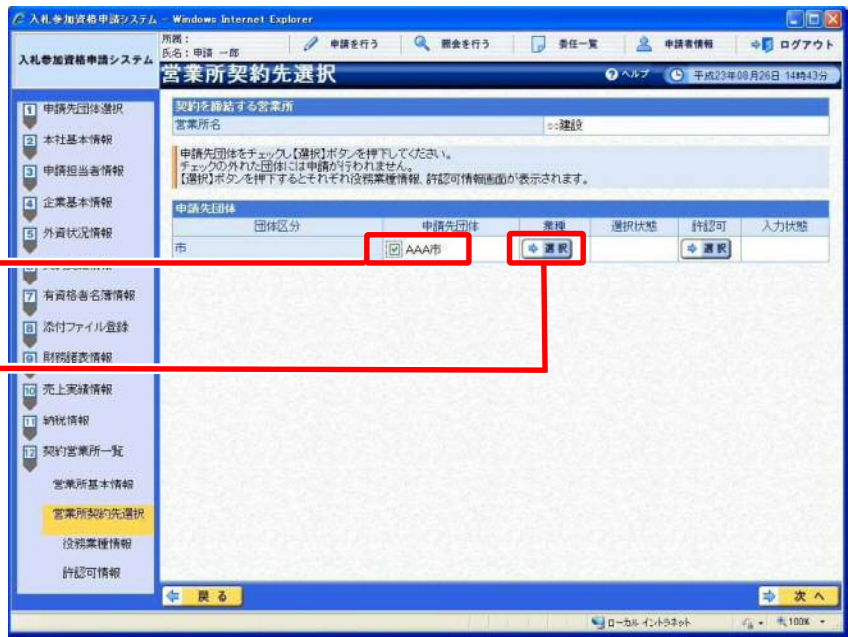 入札参加資格申請システム - Windows Internet Explorer
入札参加資格申請システム
所属：
氏名：申請 一郎
申請を行う
照会を行う
委任一覧
申請者情報
ログアウト
営業所契約先選択
ヘルプ
平成23年08月26日 14時43分
1 申請先団体選択
2 本社基本情報
3 申請担当者情報
4 企業基本情報
5 外資状況情報
7 有資格者名簿情報
8 添付ファイル登録
9 財務諸表情報
10 売上実績情報
11 納税情報
12 契約営業所一覧
営業所基本情報
営業所契約先選択
役務業種情報
許認可情報
契約を締結する営業所
営業所名 ○○建設
申請先団体をチェックし【選択】ボタンを押下してください。
チェックの外れた団体には申請が行われません。
【選択】ボタンを押下するとそれぞれ役務業種情報、許認可情報画面が表示されます。
申請先団体
団体区分 申請先団体 業種 選択状態 許認可 入力状態
市 AAA市 選択 選択
戻る
次へ
ローカル イントラネット
100%